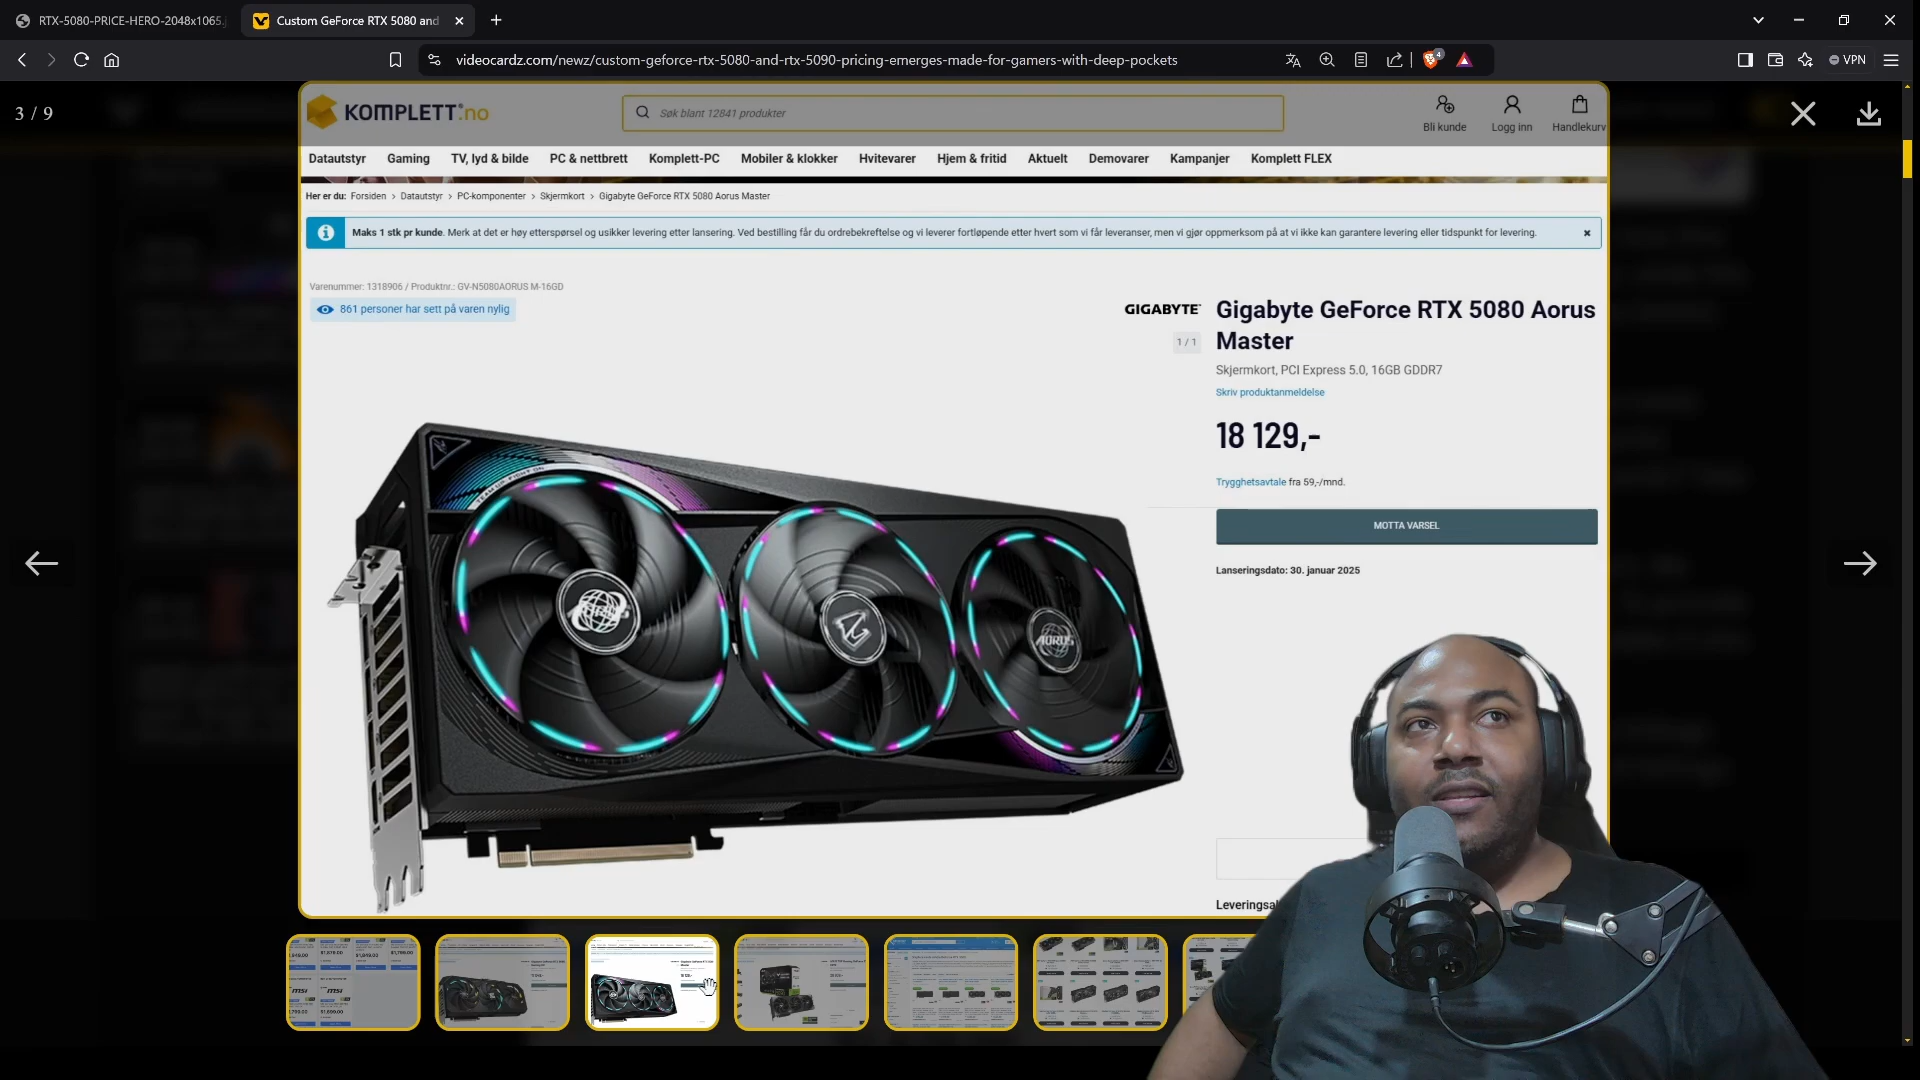 RTX-5080-PRICE-HERO-2048x1065.j
Custom GeForce RTX 5080 and
videocardz.com/newz/custom-geforce-rtx-5080-and-rtx-5090-pricing-emerges-made-for-gamers-with-deep-pockets
4
VPN
3 / 9
KOMPLETT.no
Søk blant 12841 produkter
Bli kunde
Logg inn
Handlekurv
Datautstyr Gaming TV, lyd & bilde PC & nettbrett Komplett-PC Mobiler & klokker Hvitevarer Hjem & fritid Aktuelt Demovarer Kampanjer Komplett FLEX
Her er du: Forsiden > Datautstyr > PC-komponenter > Skjermkort > Gigabyte GeForce RTX 5080 Aorus Master
Maks 1 stk pr kunde. Merk at det er høy etterspørsel og usikker levering etter lansering. Ved bestilling får du ordrebekreftelse og vi leverer fortløpende etter hvert som vi får leveranser, men vi gjør oppmerksom på at vi ikke kan garantere levering eller tidspunkt for levering.
Varenummer: 1318906 / Produktnr.: GV-N5080AORUS M-16GD
861 personer har sett på varen nylig
GIGABYTE
1 / 1
Gigabyte GeForce RTX 5080 Aorus
Master
Skjermkort, PCI Express 5.0, 16GB GDDR7
Skriv produktanmeldelse
18 129,-
Trygghetsavtale fra 59,-/mnd.
MOTTA VARSEL
Lanseringsdato: 30. januar 2025
TEAM UP. FIGHT ON
AORUS
AORUS
msi